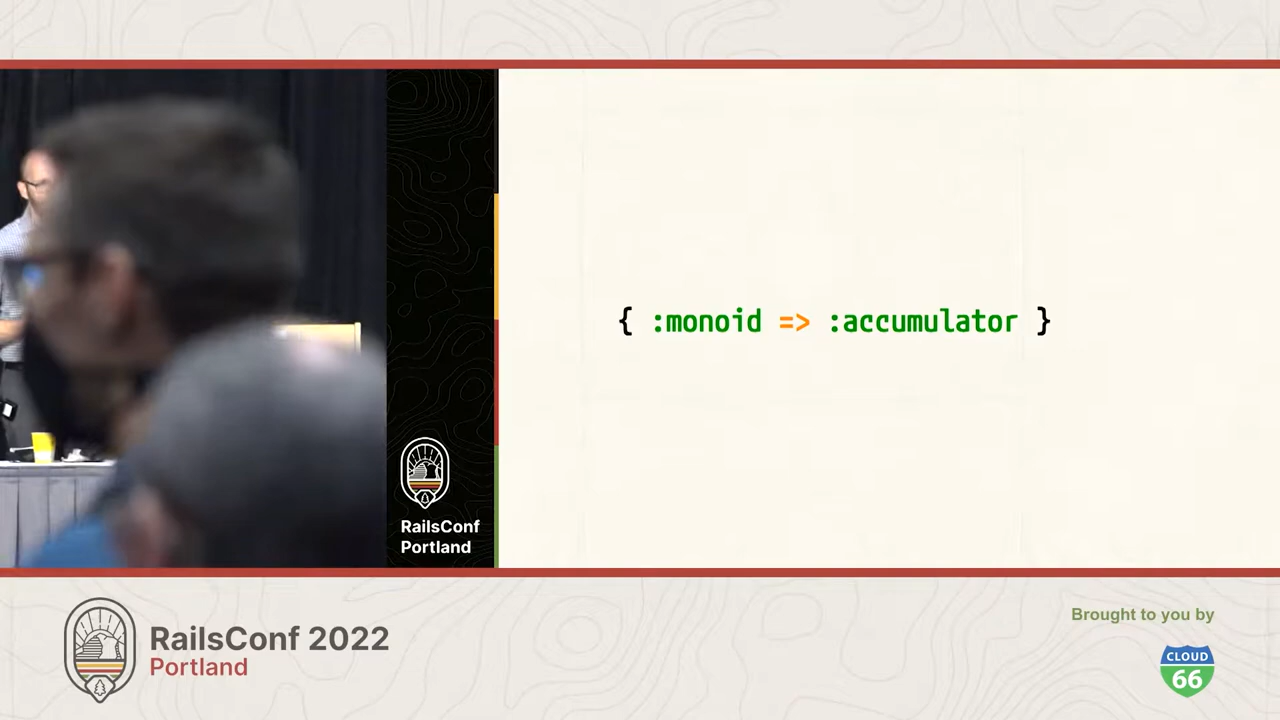 { :monoid => :accumulator }
RailsConf
Portland
RailsConf 2022
Portland
Brought to you by
CLOUD
66